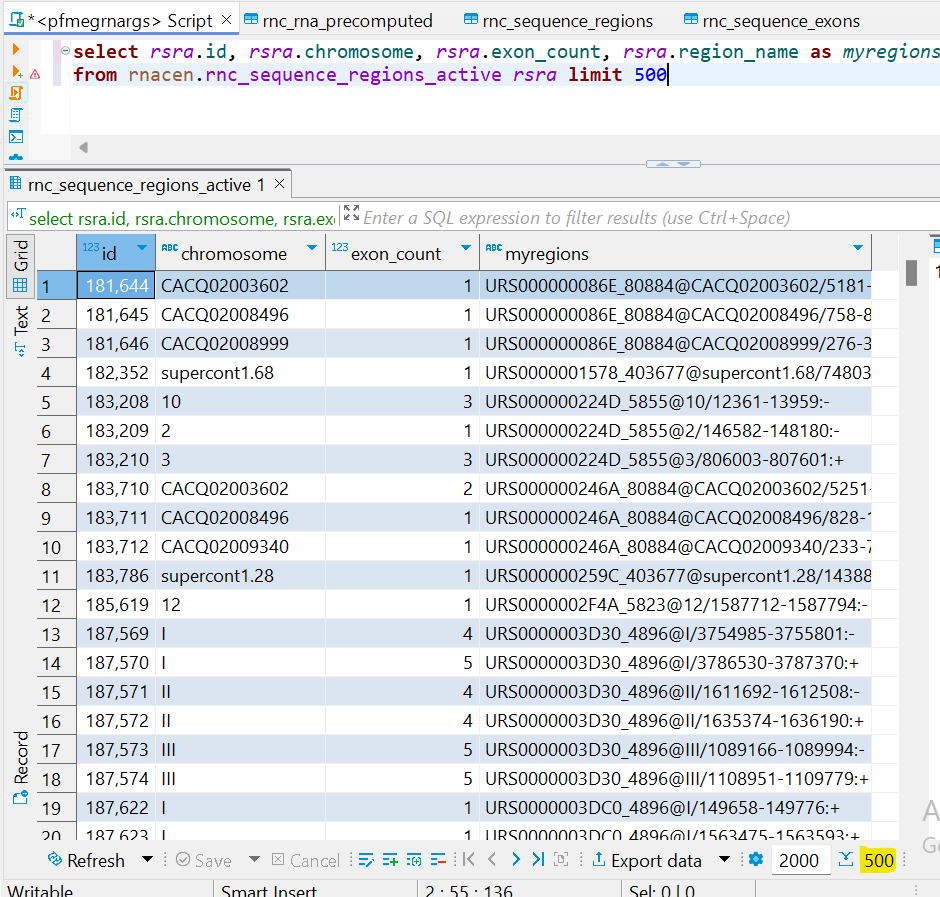 *<pfmegrnargs> Script
rnc_rna_precomputed
rnc_sequence_regions
rnc_sequence_exons
select rsra.id, rsra.chromosome, rsra.exon_count, rsra.region_name as myregions
from rnacen.rnc_sequence_regions_active rsra limit 500
rnc_sequence_regions_active 1
select rsra.id, rsra.chromosome, rsra.ex
Enter a SQL expression to filter results (use Ctrl+Space)
Grid
Text
Record
123 id ABC chromosome 123 exon_count ABC myregions
1 181,644 CACQ02003602 1 URS000000086E_80884@CACQ02003602/5181-
2 181,645 CACQ02008496 1 URS000000086E_80884@CACQ02008496/758-8
3 181,646 CACQ02008999 1 URS000000086E_80884@CACQ02008999/276-3
4 182,352 supercont1.68 1 URS0000001578_403677@supercont1.68/74803
5 183,208 10 3 URS000000224D_5855@10/12361-13959:-
6 183,209 2 1 URS000000224D_5855@2/146582-148180:-
7 183,210 3 3 URS000000224D_5855@3/806003-807601:+
8 183,710 CACQ02003602 2 URS000000246A_80884@CACQ02003602/5251-
9 183,711 CACQ02008496 1 URS000000246A_80884@CACQ02008496/828-1
10 183,712 CACQ02009340 1 URS000000246A_80884@CACQ02009340/233-7
11 183,786 supercont1.28 1 URS000000259C_403677@supercont1.28/14388
12 185,619 12 1 URS0000002F4A_5823@12/1587712-1587794:-
13 187,569 I 4 URS0000003D30_4896@I/3754985-3755801:-
14 187,570 I 5 URS0000003D30_4896@I/3786530-3787370:+
15 187,571 II 4 URS0000003D30_4896@II/1611692-1612508:-
16 187,572 II 4 URS0000003D30_4896@II/1635374-1636190:+
17 187,573 III 5 URS0000003D30_4896@III/1089166-1089994:-
18 187,574 III 5 URS0000003D30_4896@III/1108951-1109779:+
19 187,622 I 1 URS0000003DC0_4896@I/149658-149776:+
20 187,623 I 1 URS0000003DC0_4896@I/1563475-1563593:+
Refresh Save Cancel Export data 2000 500
Writable Smart Insert 2 : 55 : 136 Sel: 0 | 0